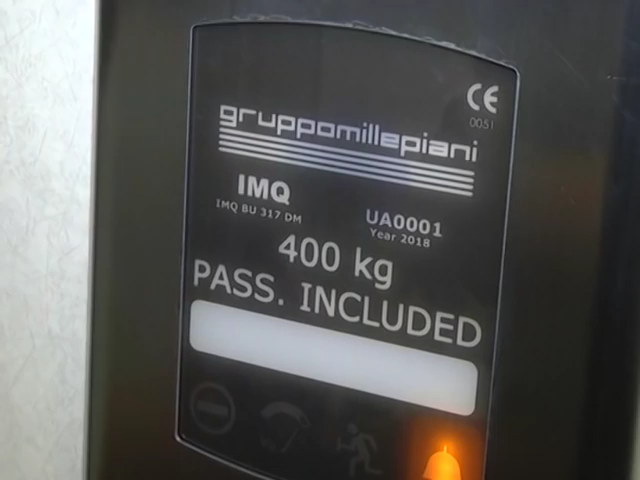 CE
0051
gruppomillepiani
IMQ
IMQ BU 317 DM
UA0001
Year 2018
400 kg
PASS. INCLUDED